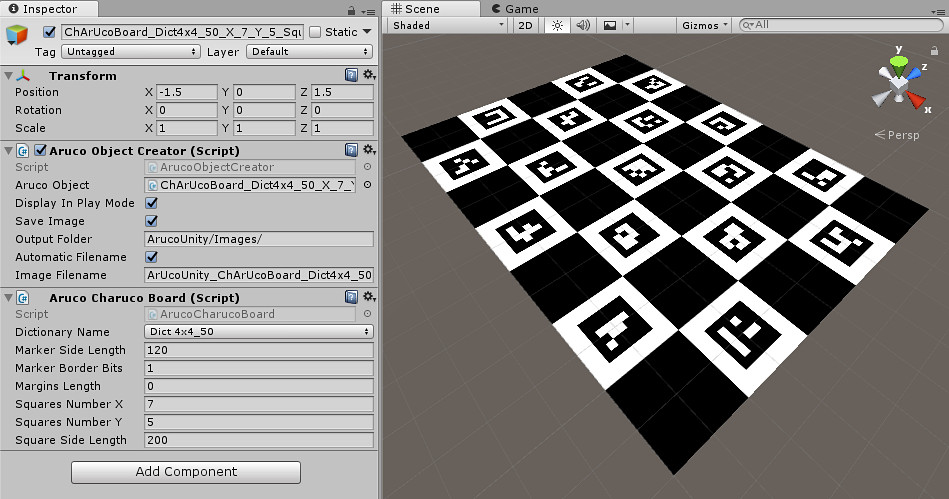 Inspector
ChArUcoBoard_Dict4x4_50_X_7_Y_5_Squ
Static
Tag Untagged Layer Default
Transform
Position X -1.5 Y 0 Z 1.5
Rotation X 0 Y 0 Z 0
Scale X 1 Y 1 Z 1
Aruco Object Creator (Script)
Script ArucoObjectCreator
Aruco Object ChArUcoBoard_Dict4x4_50_X_7_Y
Display In Play Mode
Save Image
Output Folder ArucoUnity/Images/
Automatic Filename
Image Filename ArUcoUnity_ChArUcoBoard_Dict4x4_50
Aruco Charuco Board (Script)
Script ArucoCharucoBoard
Dictionary Name Dict 4x4_50
Marker Side Length 120
Marker Border Bits 1
Margins Length 0
Squares Number X 7
Squares Number Y 5
Square Side Length 200
Add Component
Scene Game
Shaded 2D Gizmos All
y
z
x
Persp